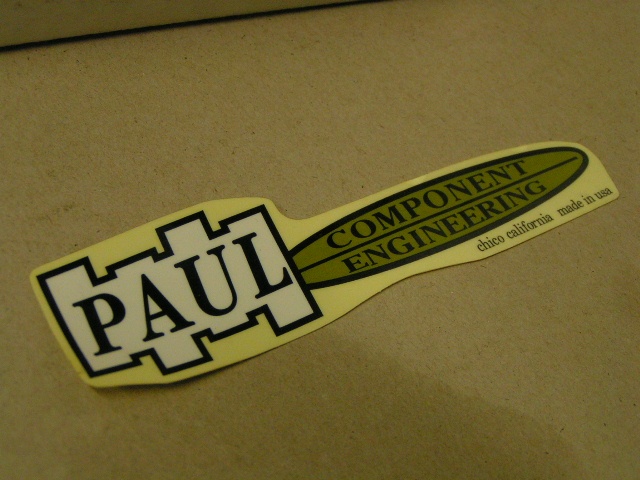 PAUL
COMPONENT
ENGINEERING
chico california made in usa